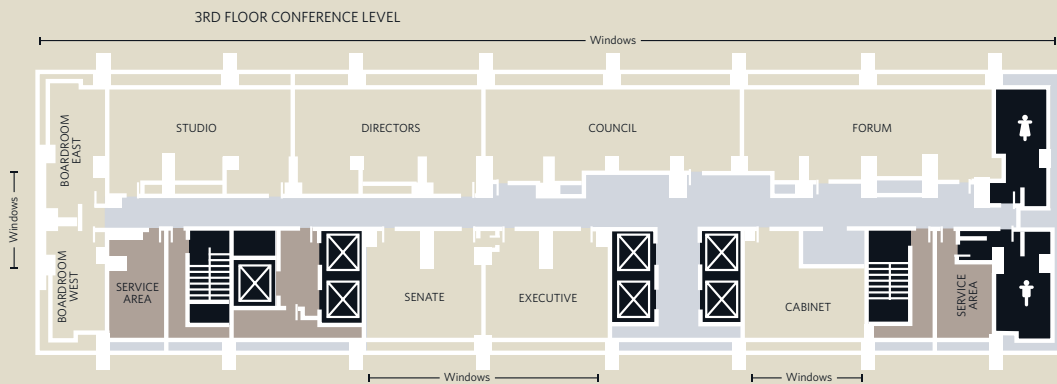 3RD FLOOR CONFERENCE LEVEL
Windows
BOARDROOM
EAST
STUDIO
DIRECTORS
COUNCIL
FORUM
Windows
BOARDROOM
WEST
SERVICE
AREA
SENATE
EXECUTIVE
CABINET
SERVICE
AREA
Windows
Windows